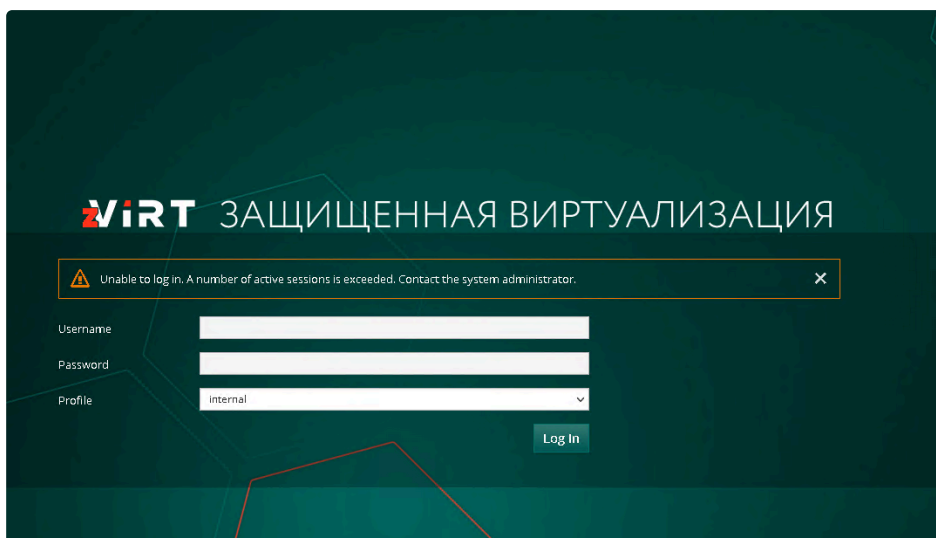 zViRT ЗАЩИЩЕННАЯ ВИРТУАЛИЗАЦИЯ
Unable to log in. A number of active sessions is exceeded. Contact the system administrator.
Username
Password
Profile
internal
Log In